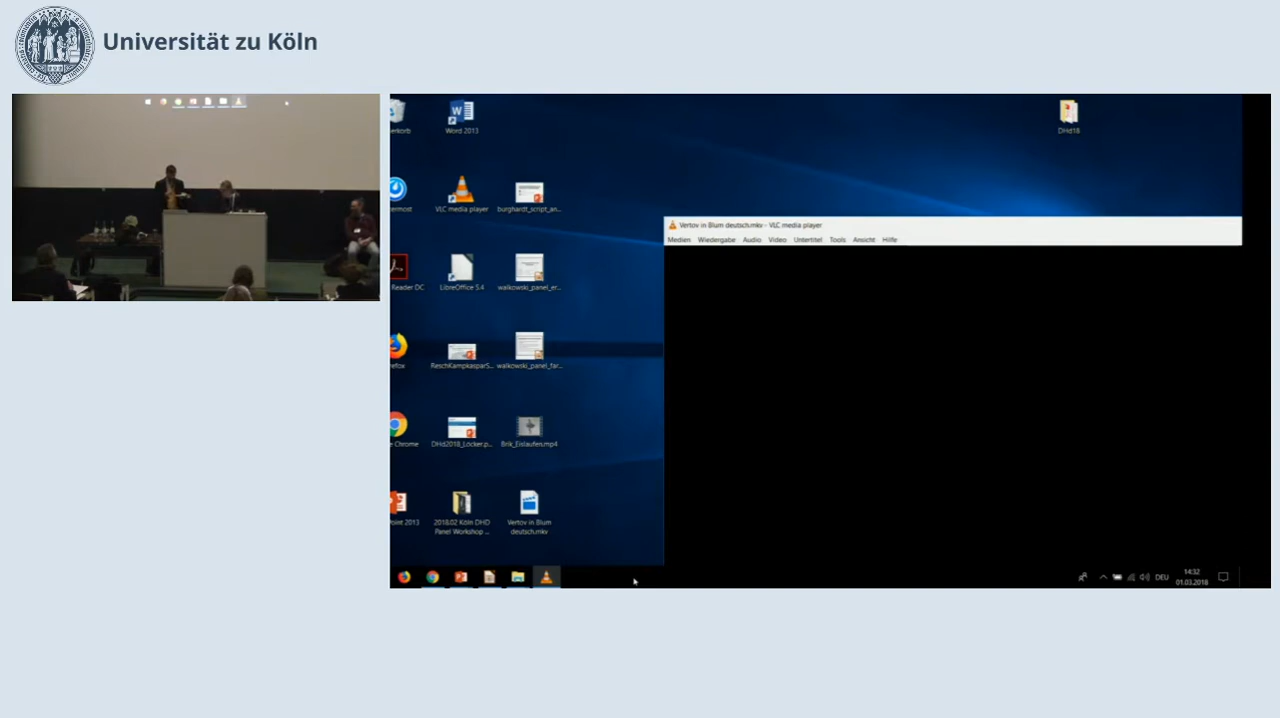 Universität zu Köln
erkorb
Word 2013
DHd18
ermost
VLC media player
burghardt_script_an...
Vertov in Blum deutsch.mkv - VLC media player
Medien Wiedergabe Audio Video Untertitel Tools Ansicht Hilfe
Reader DC
LibreOffice 5.4
walkowski_panel_er...
refox
ReschKampkasparS...
walkowski_panel_far...
e Chrome
DHd2018_Löcker.p...
Brik_Eislaufen.mp4
oint 2013
2018.02 Köln DHD
Panel Workshop ...
Vertov in Blum
deutsch.mkv
DEU
14:32
01.03.2018